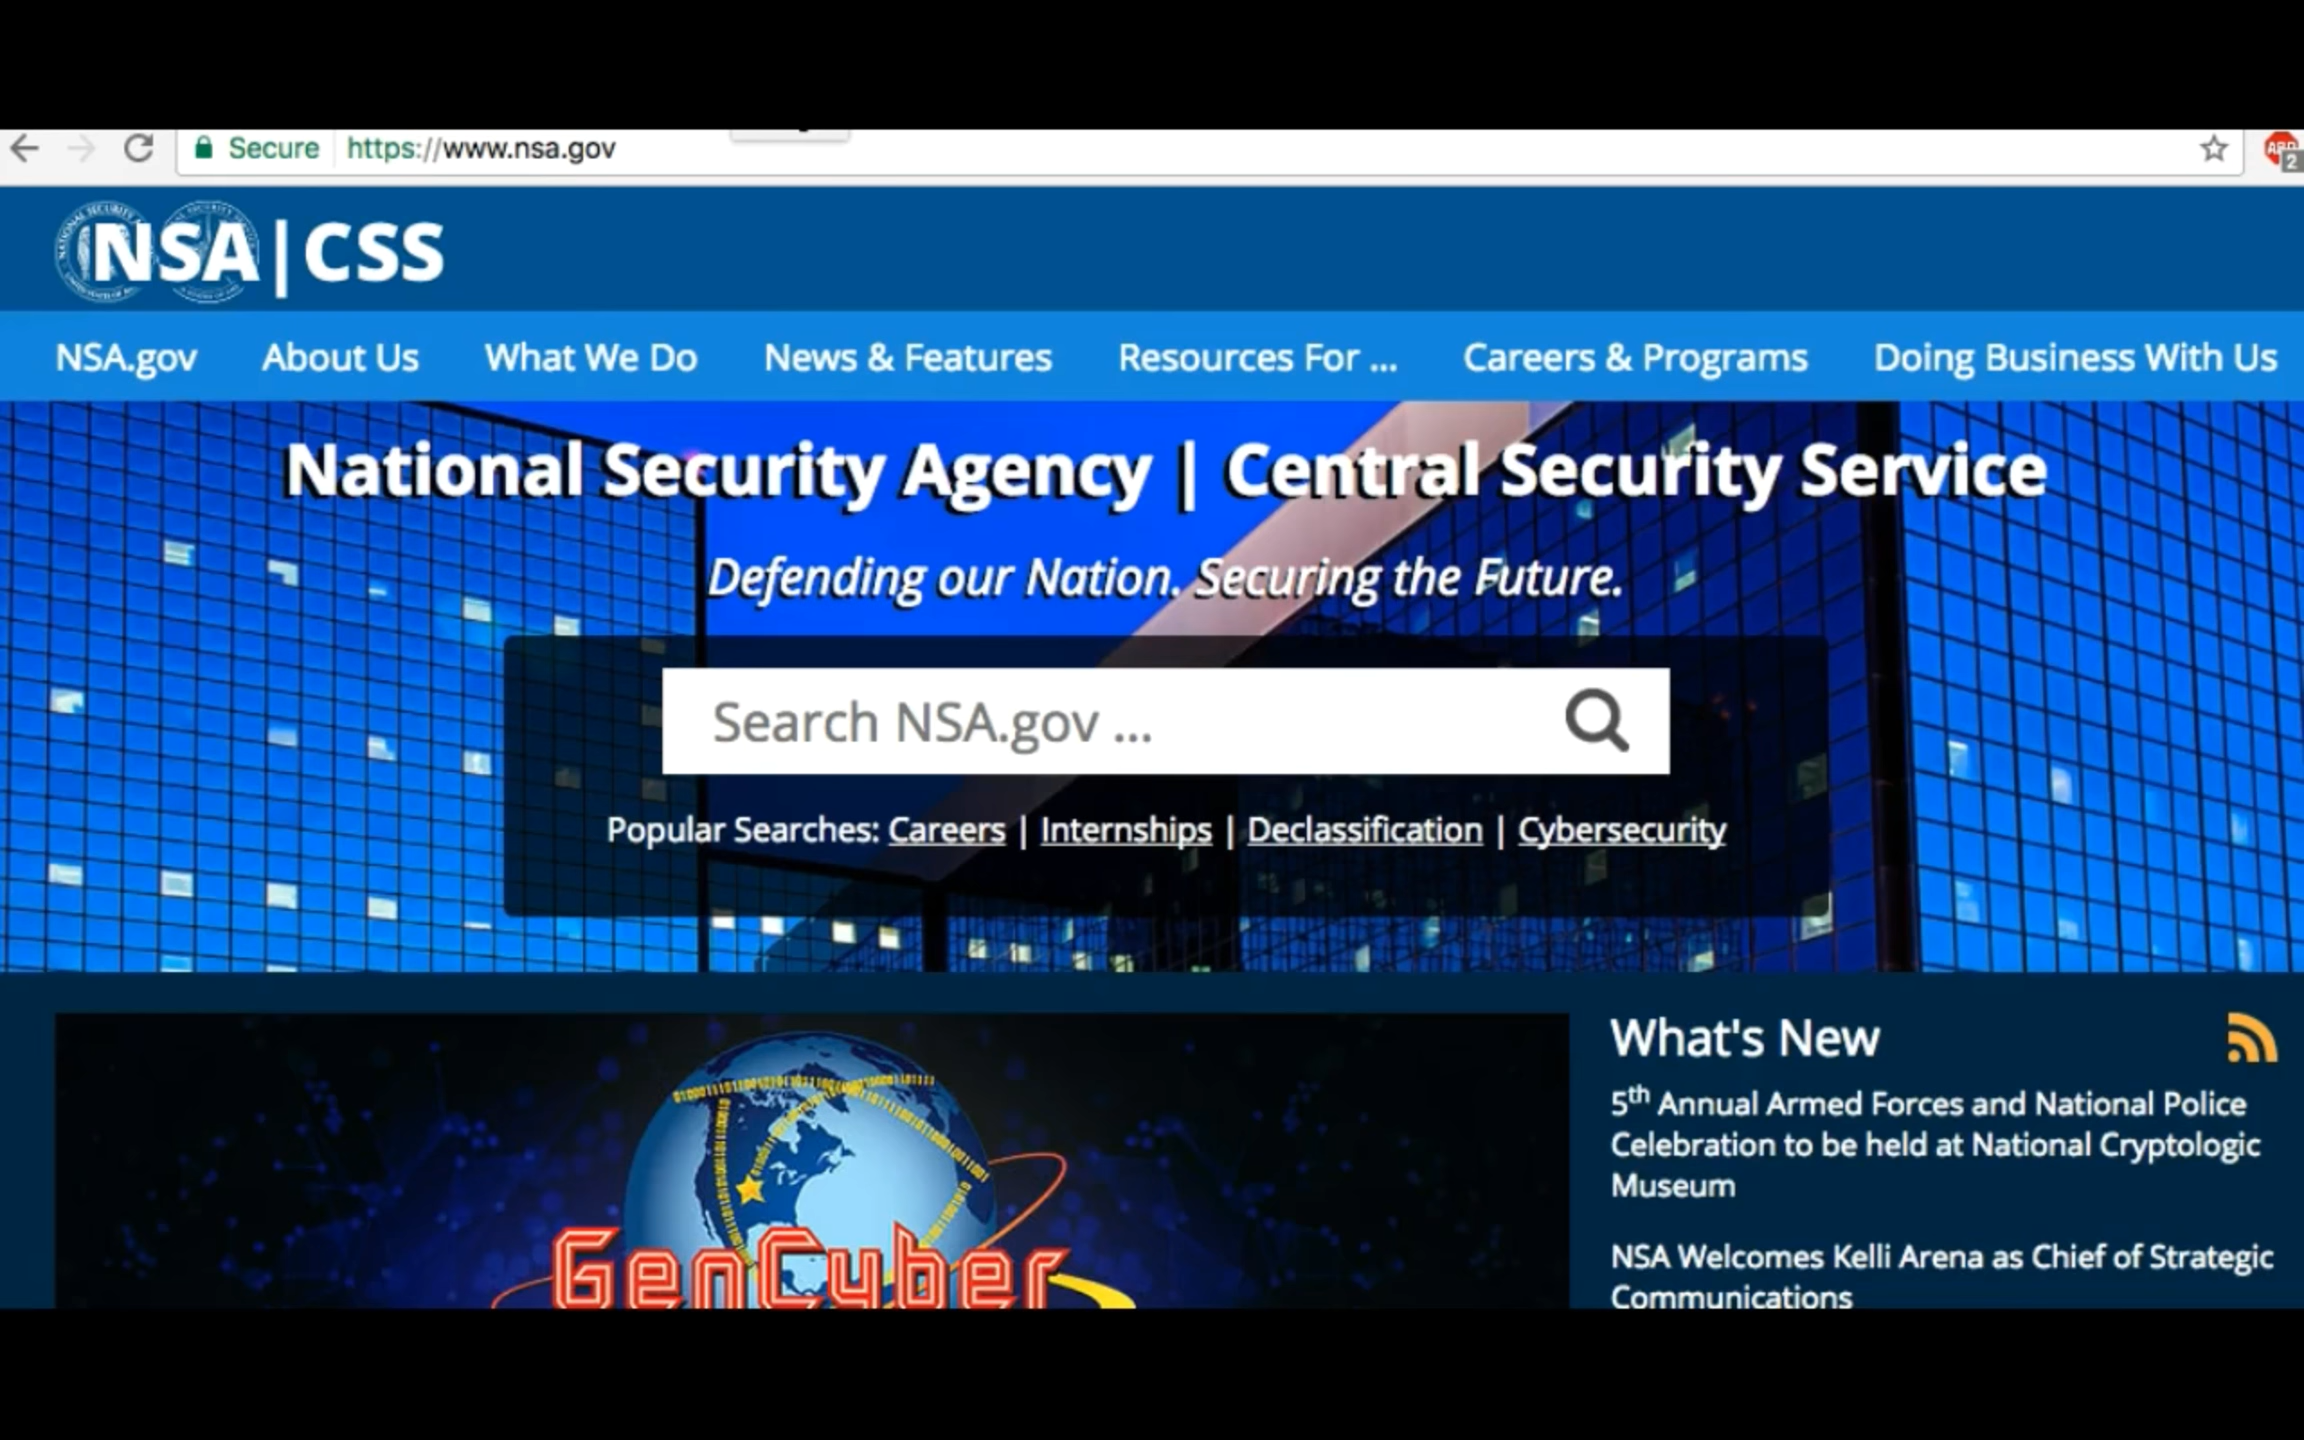 Secure https://www.nsa.gov
ABP
2
NSA|CSS
NSA.gov About Us What We Do News & Features Resources For ... Careers & Programs Doing Business With Us
National Security Agency | Central Security Service
Defending our Nation. Securing the Future.
Search NSA.gov ...
Popular Searches: Careers | Internships | Declassification | Cybersecurity
GenCyber
What's New
5th Annual Armed Forces and National Police
Celebration to be held at National Cryptologic
Museum
NSA Welcomes Kelli Arena as Chief of Strategic
Communications